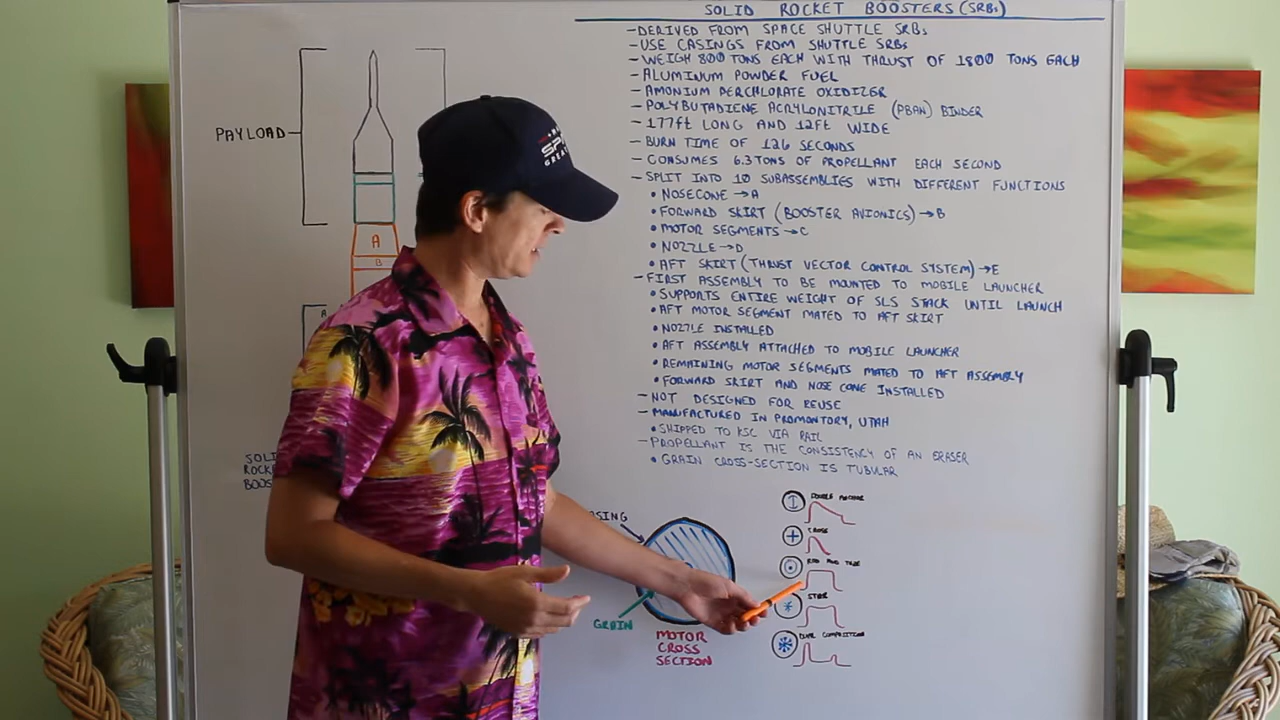 SOLID ROCKET BOOSTERS (SRBs)
-DERIVED FROM SPACE SHUTTLE SRBs
-USE CASINGS FROM SHUTTLE SRBs
-WEIGH 800 TONS EACH WITH THRUST OF 1800 TONS EACH
-ALUMINUM POWDER FUEL
-AMONIUM PERCHLORATE OXIDIZER
-POLYBUTADIENE ACRYLONITRILE (PBAN) BINDER
-177ft LONG AND 12ft WIDE
-BURN TIME OF 126 SECONDS
-CONSUMES 6.3 TONS OF PROPELLANT EACH SECOND
-SPLIT INTO 10 SUBASSEMBLIES WITH DIFFERENT FUNCTIONS
•NOSECONE→A
•FORWARD SKIRT (BOOSTER AVIONICS)→B
•MOTOR SEGMENTS→C
•NOZZLE→D
•AFT SKIRT (THRUST VECTOR CONTROL SYSTEM)→E
-FIRST ASSEMBLY TO BE MOUNTED TO MOBILE LAUNCHER
•SUPPORTS ENTIRE WEIGHT OF SLS STACK UNTIL LAUNCH
•AFT MOTOR SEGMENT MATED TO AFT SKIRT
•NOZZLE INSTALLED
•AFT ASSEMBLY ATTACHED TO MOBILE LAUNCHER
•REMAINING MOTOR SEGMENTS MATED TO AFT ASSEMBLY
•FORWARD SKIRT AND NOSE CONE INSTALLED
-NOT DESIGNED FOR REUSE
-MANUFACTURED IN PROMONTORY, UTAH
•SHIPPED TO KSC VIA RAIL
-PROPELLANT IS THE CONSISTENCY OF AN ERASER
•GRAIN CROSS-SECTION IS TUBULAR
PAYLOAD
A
B
A
GRAIN
MOTOR
CROSS
SECTION
DOUBLE ANCHOR
CROSS
ROD AND TUBE
STAR
DUAL COMPOSITION